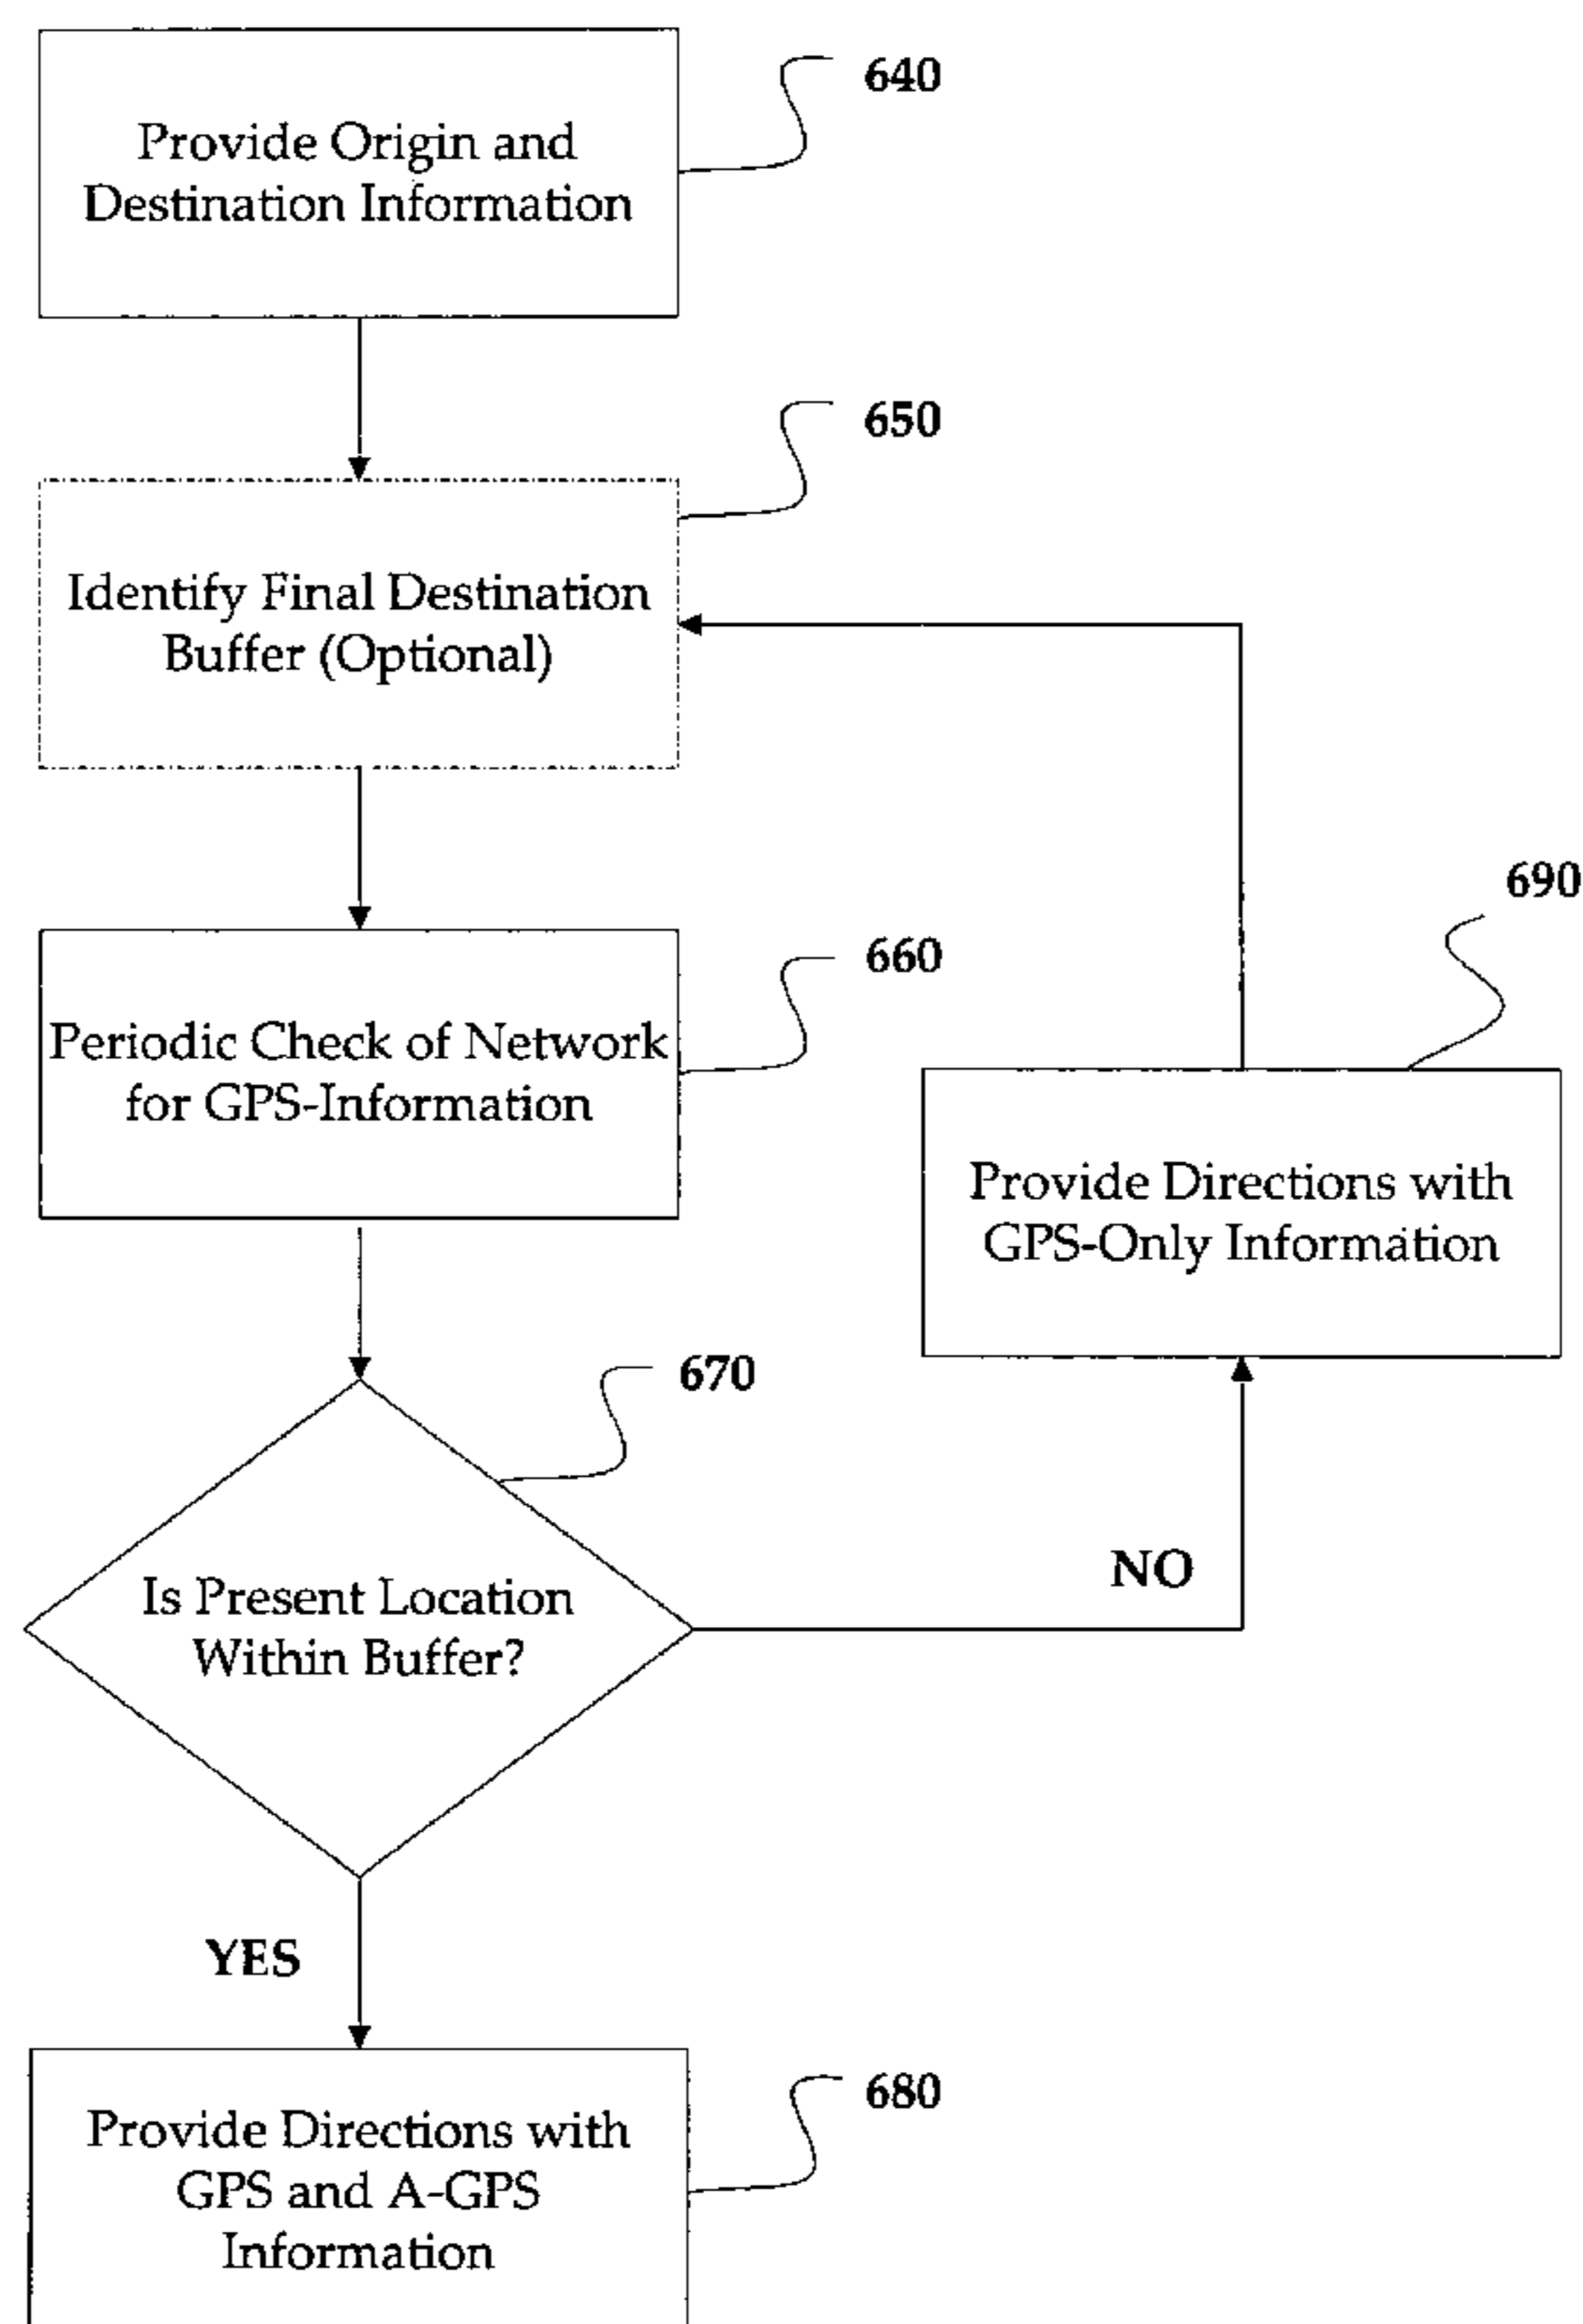 Provide Origin and
Destination Information
640
Identify Final Destination
Buffer (Optional)
650
Periodic Check of Network
for GPS-Information
660
Provide Directions with
GPS-Only Information
690
Is Present Location
Within Buffer?
670
NO
YES
Provide Directions with
GPS and A-GPS
Information
680